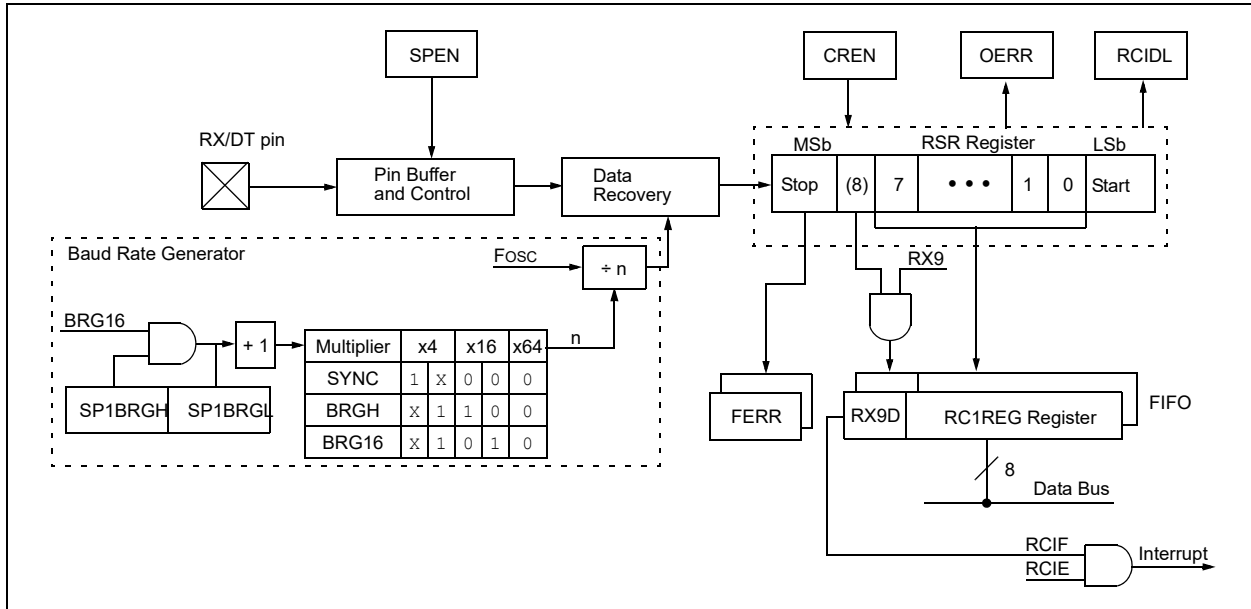 SPEN
CREN
OERR
RCIDL
RX/DT pin
MSb
RSR Register
LSb
Pin Buffer
and Control
Data
Recovery
Stop
(8)
7
• • •
1
0
Start
Baud Rate Generator
FOSC
÷ n
RX9
BRG16
+ 1
n
Multiplier x4 x16 x64
SYNC 1 X 0 0 0
BRGH X 1 1 0 0
BRG16 X 1 0 1 0
SP1BRGH
SP1BRGL
FERR
RX9D
RC1REG Register
FIFO
8
Data Bus
RCIF
RCIE
Interrupt